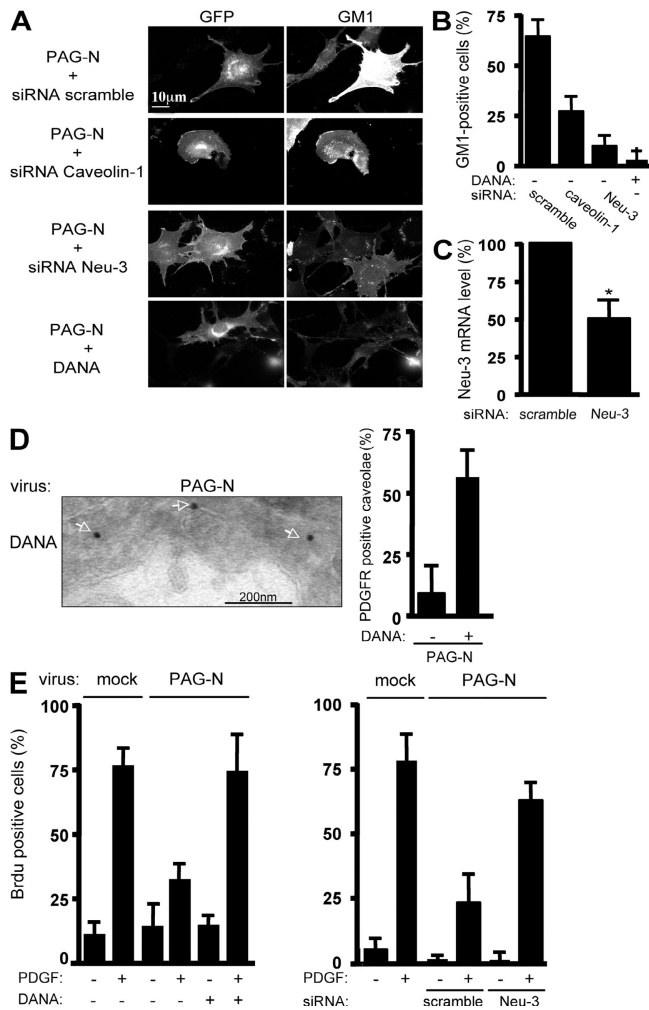 A
GFP
GM1
PAG-N
+
siRNA scramble
10μm
PAG-N
+
siRNA Caveolin-1
PAG-N
+
siRNA Neu-3
PAG-N
+
DANA
B
GM1-positive cells (%)
75
50
25
0
DANA: - - - +
siRNA: scramble caveolin-1 Neu-3 -
C
Neu-3 mRNA level (%)
100
75
50
25
0
*
siRNA: scramble Neu-3
D
virus: PAG-N
DANA
200nm
PDGFR positive caveolae (%)
75
50
25
0
DANA: - +
PAG-N
E
virus: mock PAG-N
Brdu positive cells (%)
100
75
50
25
0
PDGF: - + - + - +
DANA: - - - - + +
mock PAG-N
100
75
50
25
0
PDGF: - + - + - +
siRNA: scramble Neu-3